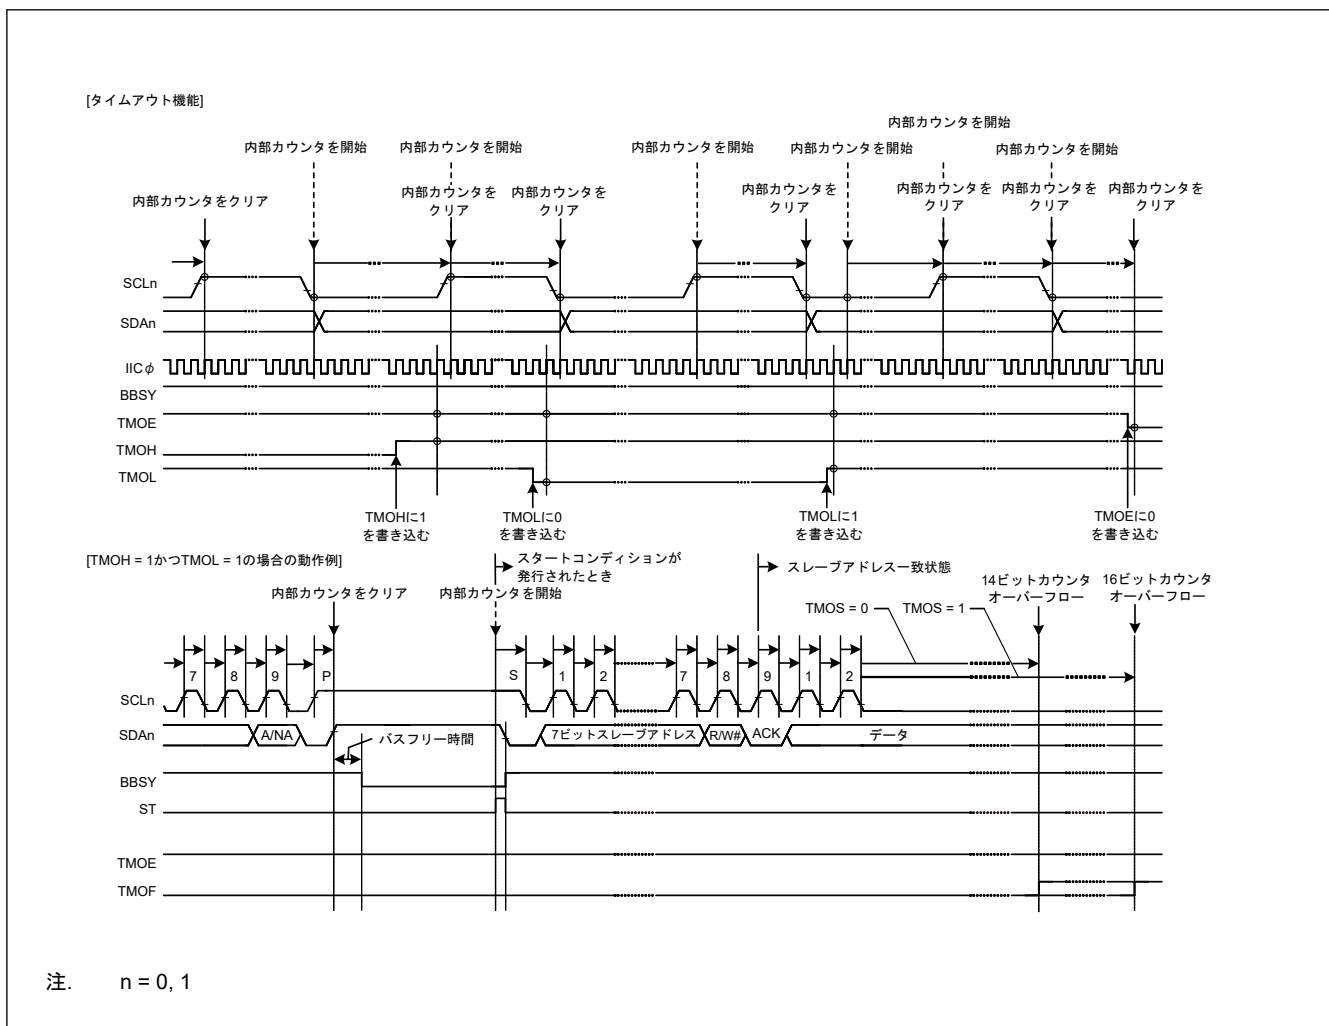 [タイムアウト機能]
内部カウンタを開始
内部カウンタを開始 内部カウンタを開始 内部カウンタを開始 内部カウンタを開始 内部カウンタを開始
内部カウンタをクリア
内部カウンタを
クリア
内部カウンタを
クリア
内部カウンタを
クリア
内部カウンタを
クリア
内部カウンタを
クリア
内部カウンタを
クリア
SCLn
SDAn
IICφ
BBSY
TMOE
TMOH
TMOL
TMOHに1
を書き込む
TMOLに0
を書き込む
TMOLに1
を書き込む
TMOEに0
を書き込む
[TMOH = 1かつTMOL = 1の場合の動作例]
スタートコンディションが
発行されたとき
スレーブアドレス一致状態
14ビットカウンタ
オーバーフロー
16ビットカウンタ
オーバーフロー
内部カウンタをクリア
内部カウンタを開始
TMOS = 0
TMOS = 1
7 8 9 P S 1 2 7 8 9 1 2
SCLn
SDAn
A/NA
バスフリー時間
7ビットスレーブアドレス
R/W#
ACK
データ
BBSY
ST
TMOE
TMOF
注. n = 0, 1